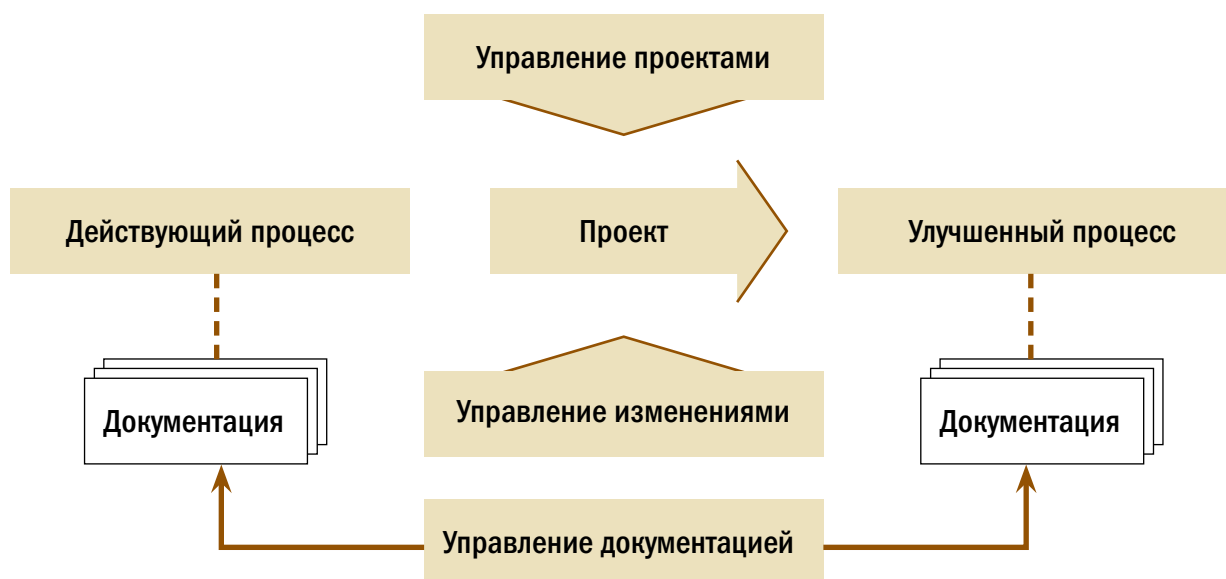 Управление проектами
Действующий процесс
Проект
Улучшенный процесс
Документация
Управление изменениями
Документация
Управление документацией